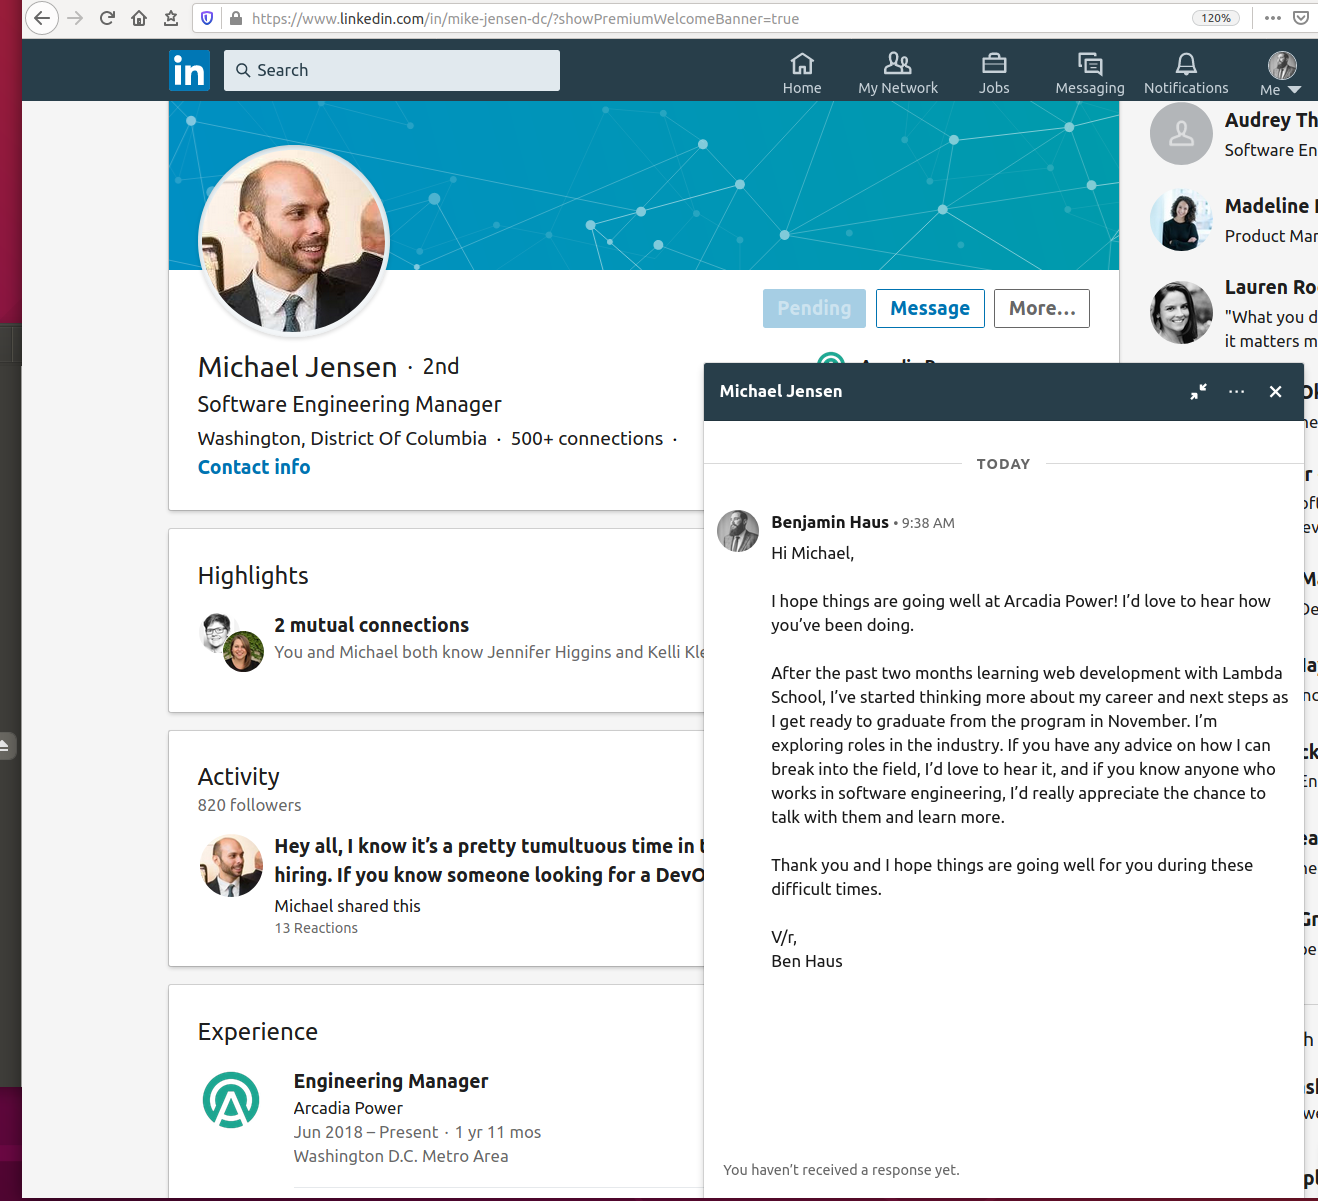 https://www.linkedin.com/in/mike-jensen-dc/?showPremiumWelcomeBanner=true
120%
in
Search
Home
My Network
Jobs
Messaging
Notifications
Me
Pending
Message
More...
Michael Jensen · 2nd
Software Engineering Manager
Washington, District Of Columbia · 500+ connections ·
Contact info
Highlights
2 mutual connections
You and Michael both know Jennifer Higgins and Kelli
Activity
820 followers
Hey all, I know it's a pretty tumultuous time in
hiring. If you know someone looking for a
Michael shared this
13 Reactions
Experience
Engineering Manager
Arcadia Power
Jun 2018 – Present · 1 yr 11 mos
Washington D.C. Metro Area
Audrey
Software
Madeline
Product
Lauren
"What you
it matters
Michael Jensen
TODAY
Benjamin Haus • 9:38 AM
Hi Michael,
I hope things are going well at Arcadia Power! I'd love to hear how
you've been doing.
After the past two months learning web development with Lambda
School, I've started thinking more about my career and next steps as
I get ready to graduate from the program in November. I'm
exploring roles in the industry. If you have any advice on how I can
break into the field, I'd love to hear it, and if you know anyone who
works in software engineering, I'd really appreciate the chance to
talk with them and learn more.
Thank you and I hope things are going well for you during these
difficult times.
V/r,
Ben Haus
You haven't received a response yet.